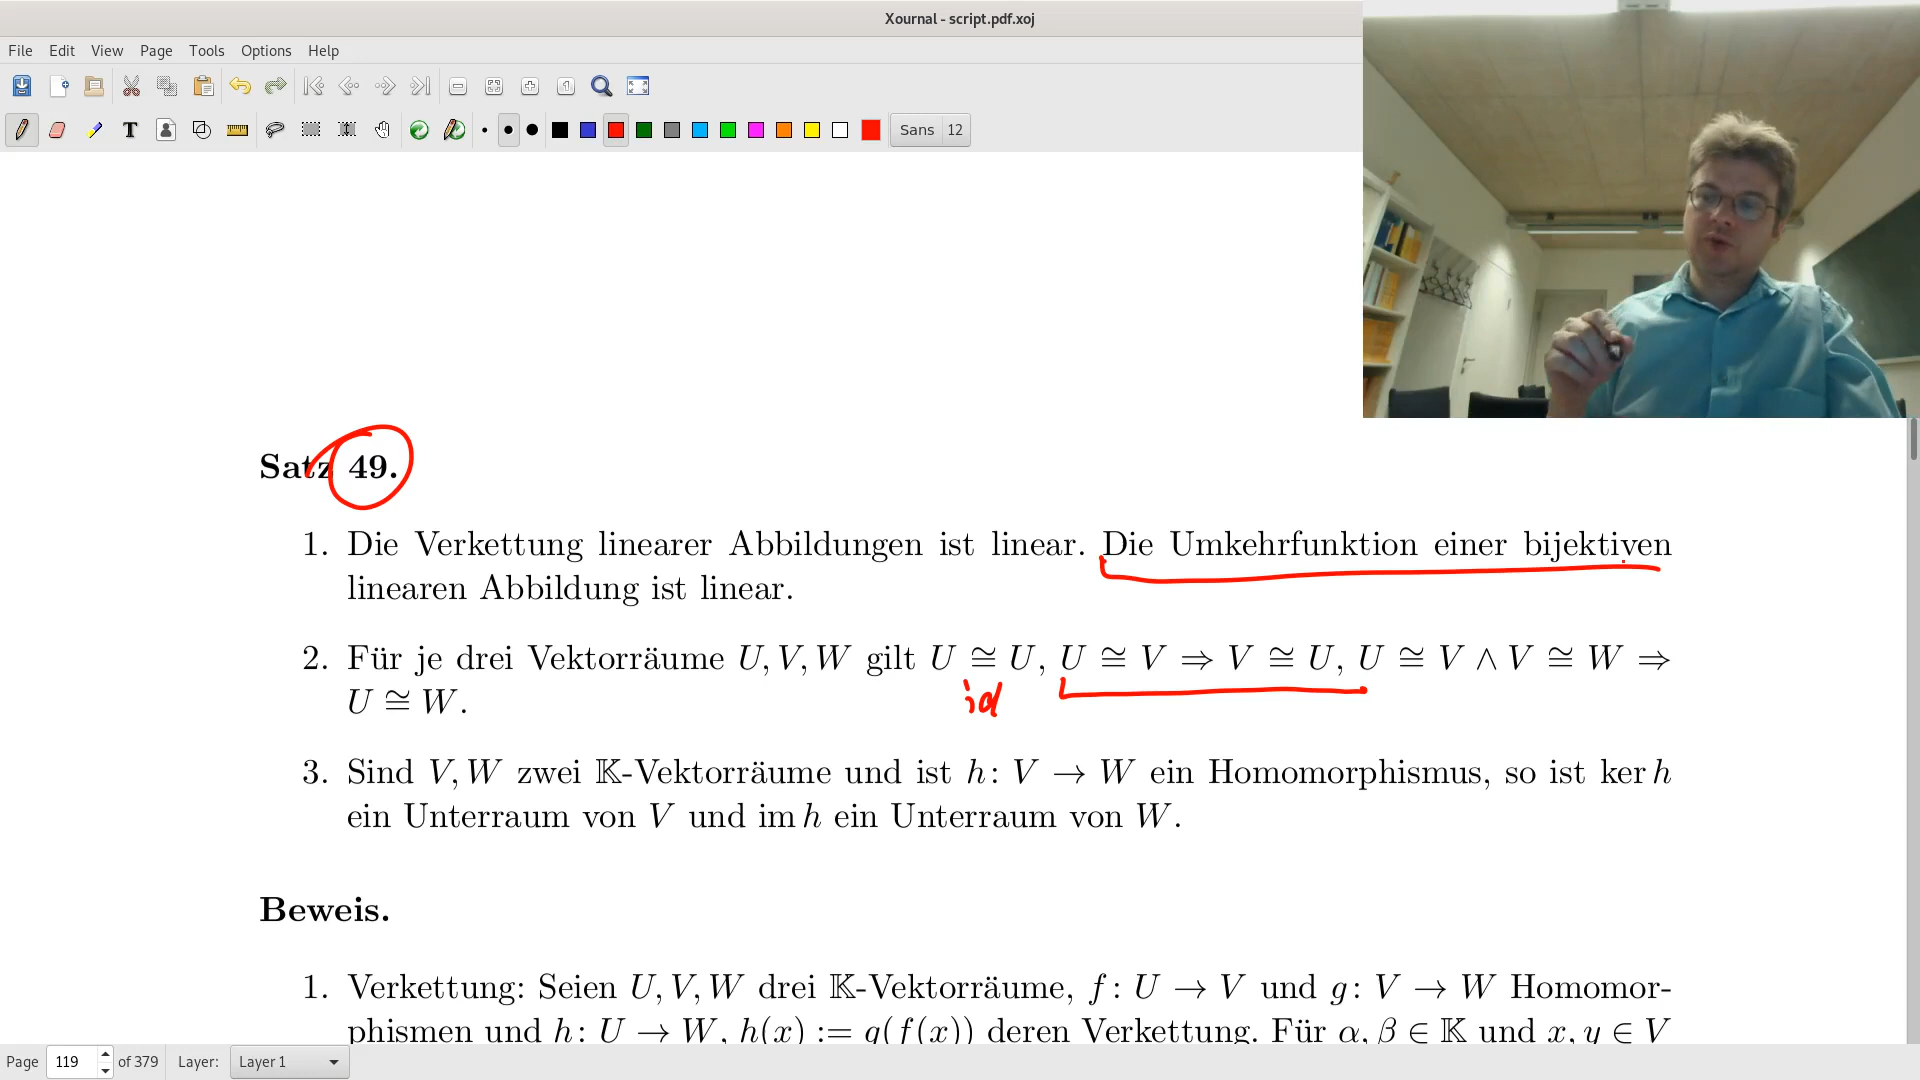 Xournal - script.pdf.xoj
File Edit View Page Tools Options Help
Sans 12
Satz 49.
1. Die Verkettung linearer Abbildungen ist linear. Die Umkehrfunktion einer bijektiven
linearen Abbildung ist linear.
2. Für je drei Vektorräume U, V, W gilt U ≅ U, U ≅ V ⇒ V ≅ U, U ≅ V ∧ V ≅ W ⇒
U ≅ W.
id
3. Sind V, W zwei 𝕂-Vektorräume und ist h: V → W ein Homomorphismus, so ist ker h
ein Unterraum von V und im h ein Unterraum von W.
Beweis.
1. Verkettung: Seien U, V, W drei 𝕂-Vektorräume, f: U → V und g: V → W Homomor-
phismen und h: U → W, h(x) := g(f(x)) deren Verkettung. Für α, β ∈ 𝕂 und x, y ∈ V
Page 119 of 379 Layer: Layer 1